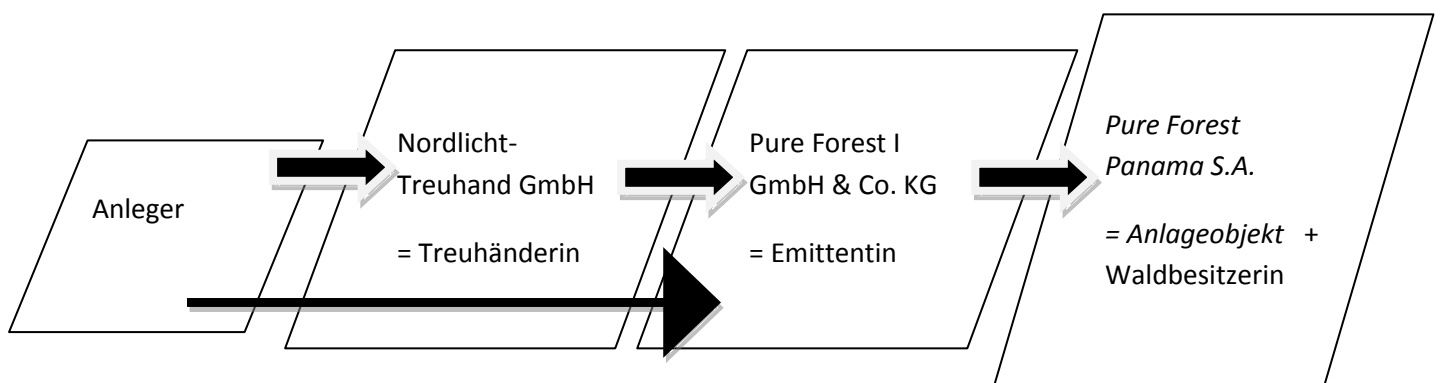 Anleger
Nordlicht-
Treuhand GmbH
= Treuhänderin
Pure Forest I
GmbH & Co. KG
= Emittentin
Pure Forest
Panama S.A.
= Anlageobjekt +
Waldbesitzerin